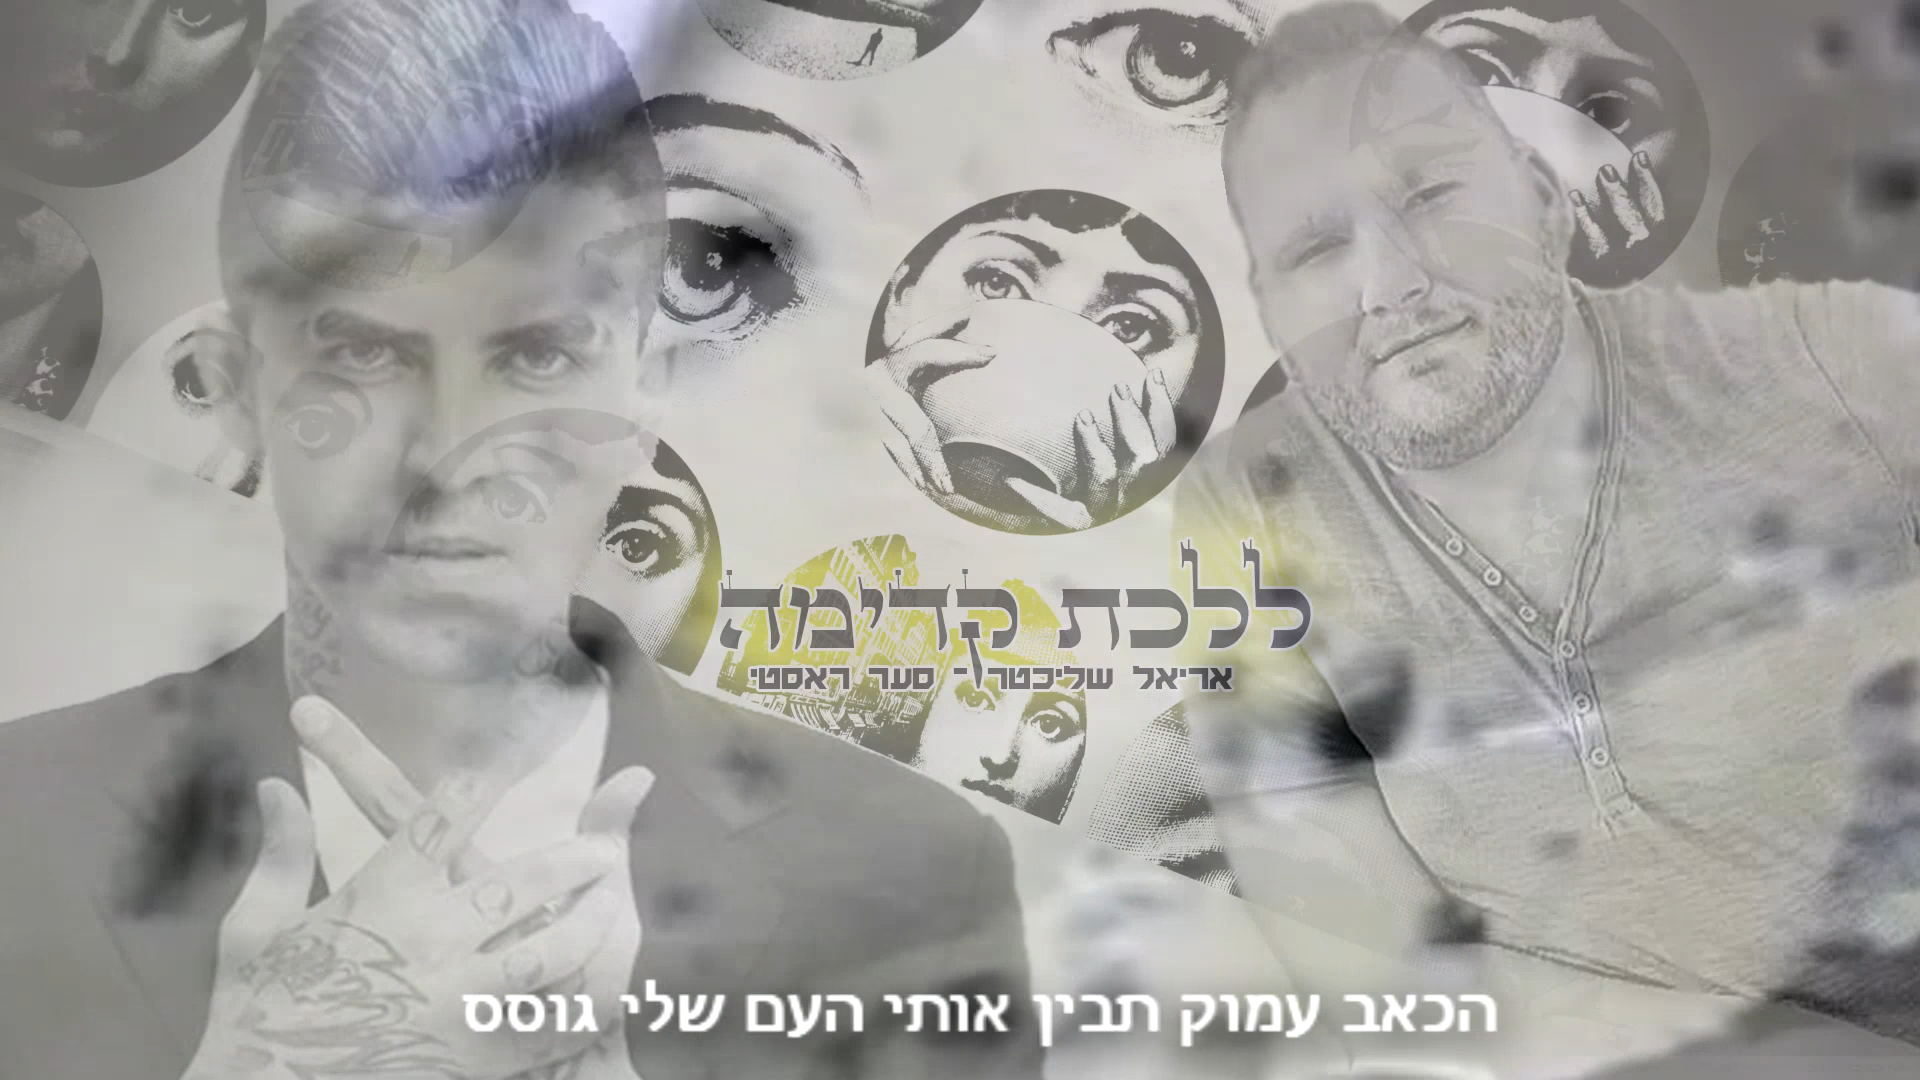 ללכת קדימה
אריאל שליכטר - סער ראסטי
הכאב עמוק תבין אותי העם שלי גוסס